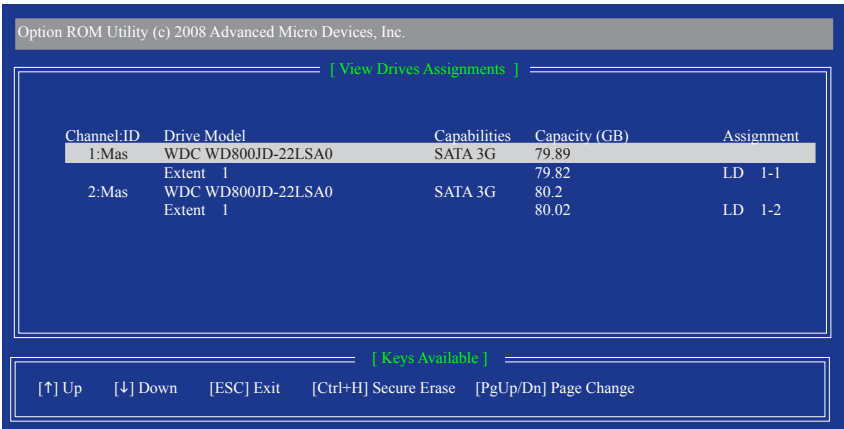 Option ROM Utility (c) 2008 Advanced Micro Devices, Inc.
[ View Drives Assignments ]
Channel:ID Drive Model Capabilities Capacity (GB) Assignment
1:Mas WDC WD800JD-22LSA0 SATA 3G 79.89
Extent 1 79.82 LD 1-1
2:Mas WDC WD800JD-22LSA0 SATA 3G 80.2
Extent 1 80.02 LD 1-2
[ Keys Available ]
[↑] Up [↓] Down [ESC] Exit [Ctrl+H] Secure Erase [PgUp/Dn] Page Change